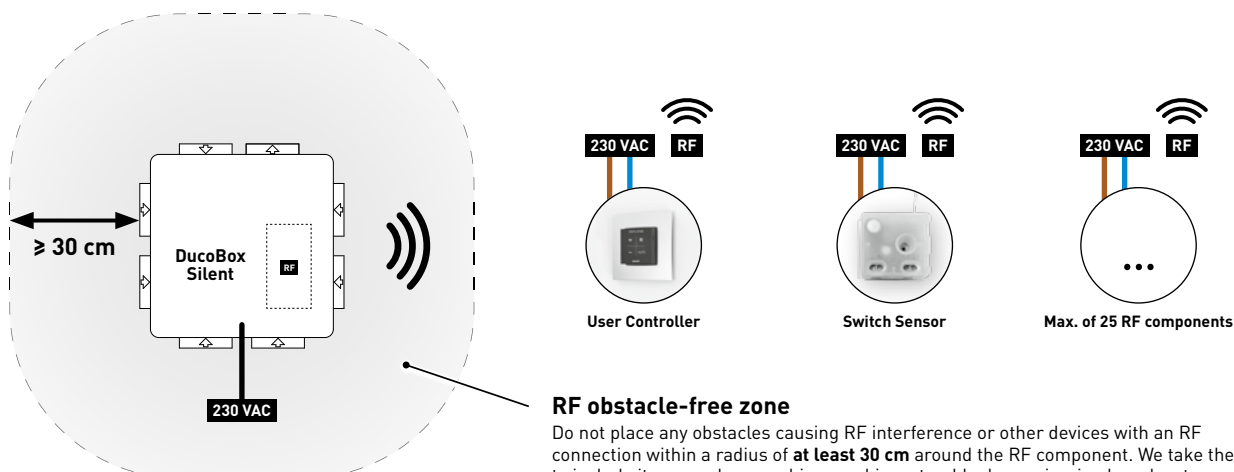 ≥ 30 cm
DucoBox
Silent
RF
230 VAC
230 VAC RF
User Controller
230 VAC RF
Switch Sensor
230 VAC RF
...
Max. of 25 RF components
RF obstacle-free zone
Do not place any obstacles causing RF interference or other devices with an RF
connection within a radius of at least 30 cm around the RF component. We take the